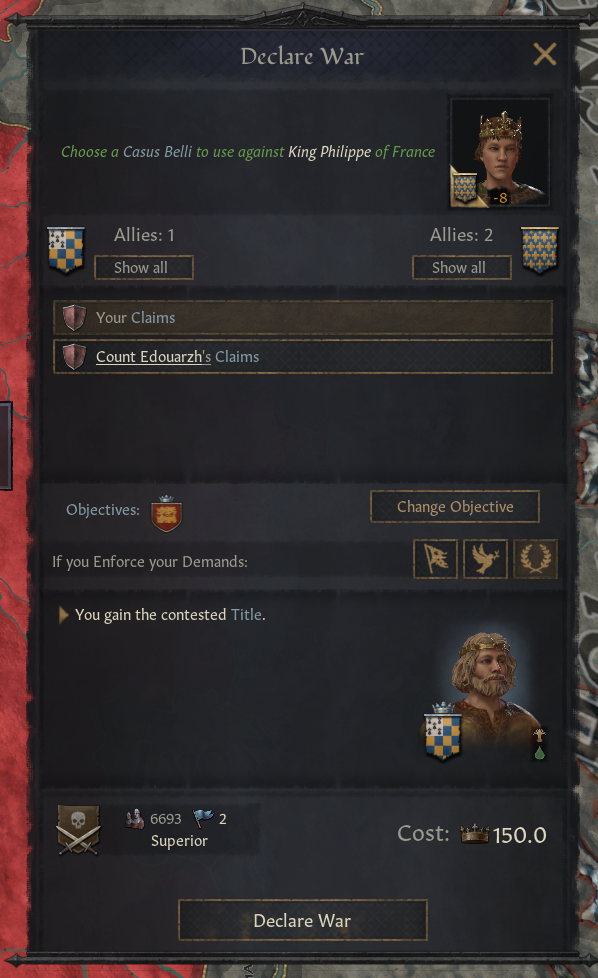 Declare War
Choose a Casus Belli to use against King Philippe of France
-8
Allies: 1
Allies: 2
Show all
Show all
Your Claims
Count Edouarzh's Claims
Objectives:
Change Objective
If you Enforce your Demands:
You gain the contested Title.
6693 2
Superior
Cost: 150.0
Declare War